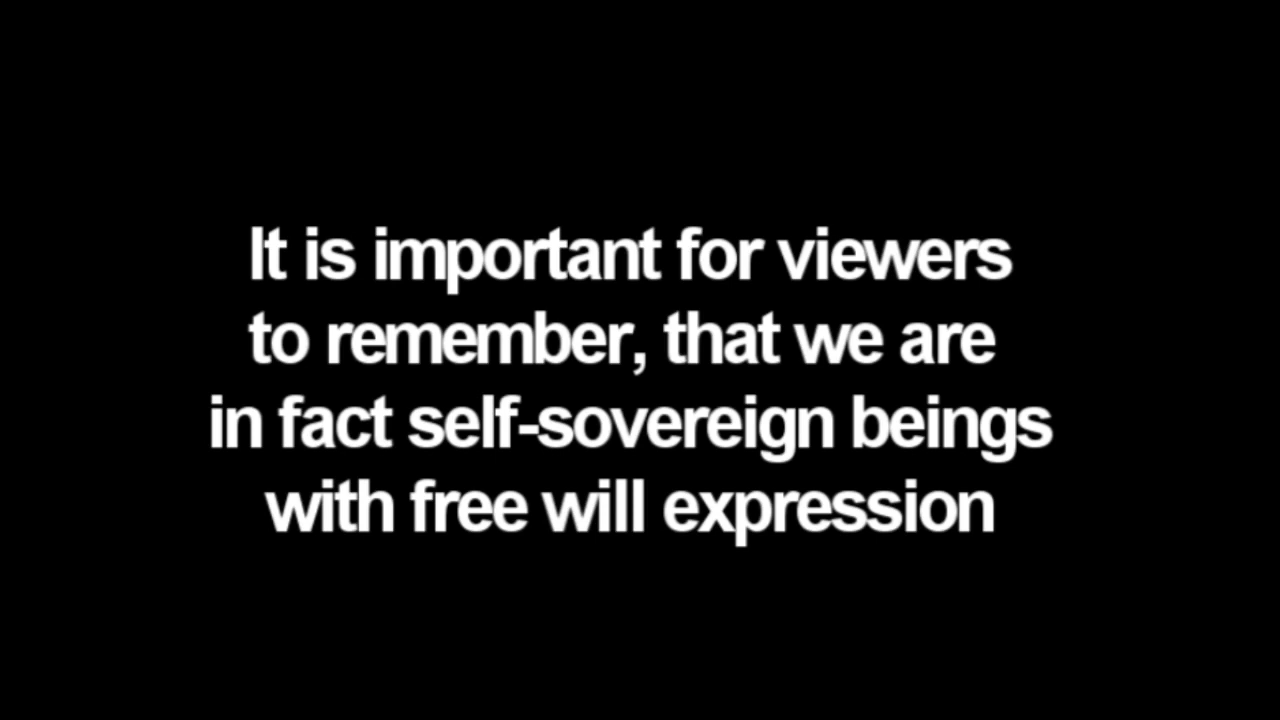 It is important for viewers
to remember, that we are
in fact self-sovereign beings
with free will expression